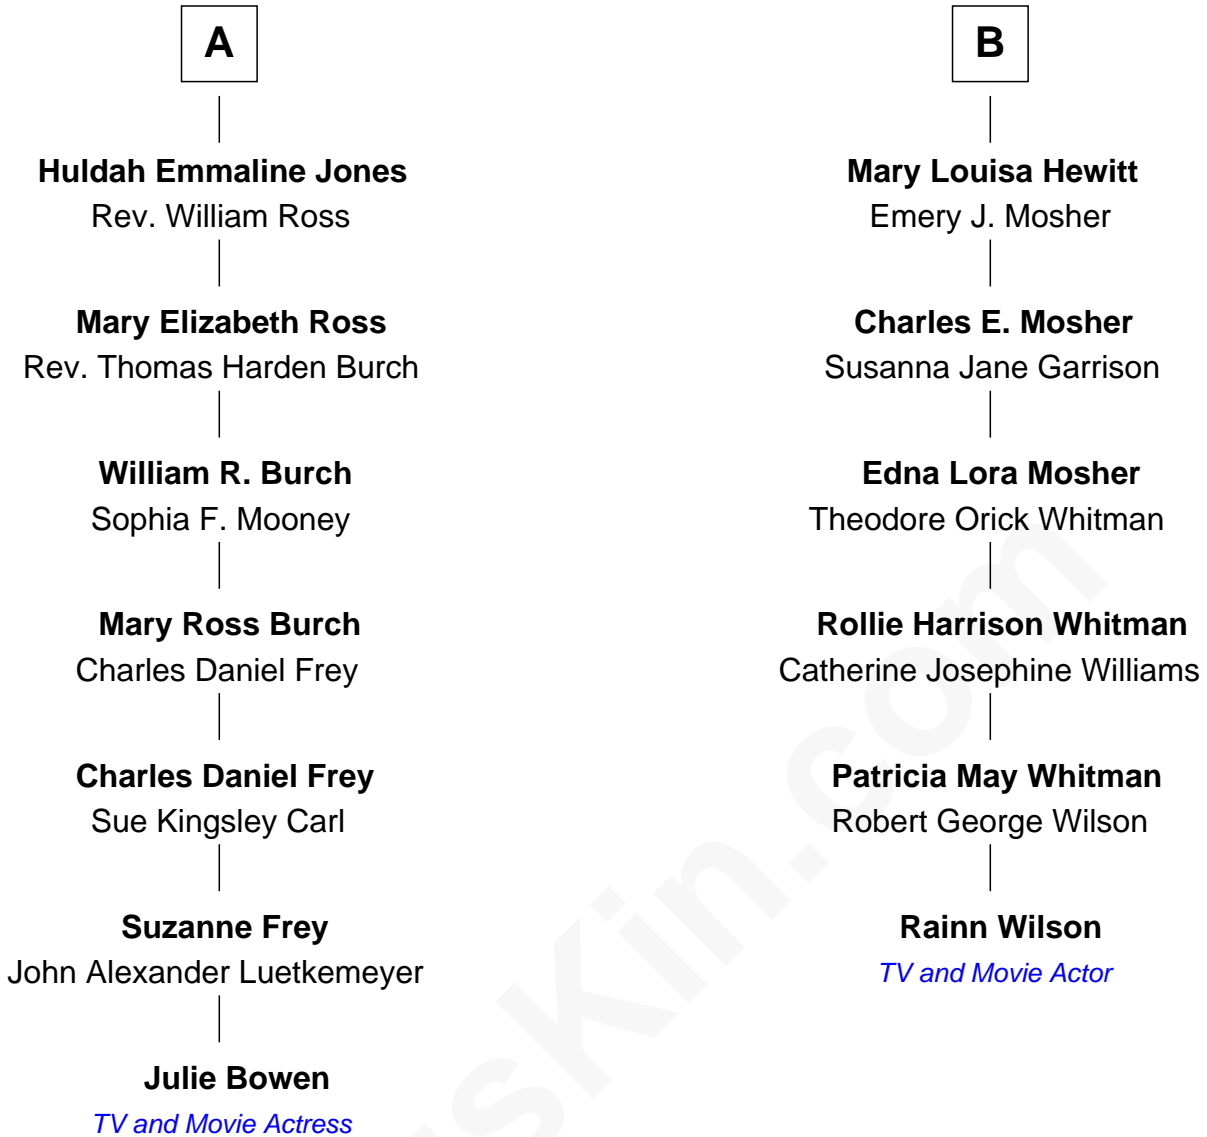 A
Huldah Emmaline Jones
Rev. William Ross
Mary Elizabeth Ross
Rev. Thomas Harden Burch
William R. Burch
Sophia F. Mooney
Mary Ross Burch
Charles Daniel Frey
Charles Daniel Frey
Sue Kingsley Carl
Suzanne Frey
John Alexander Luetkemeyer
Julie Bowen
TV and Movie Actress
B
Mary Louisa Hewitt
Emery J. Mosher
Charles E. Mosher
Susanna Jane Garrison
Edna Lora Mosher
Theodore Orick Whitman
Rollie Harrison Whitman
Catherine Josephine Williams
Patricia May Whitman
Robert George Wilson
Rainn Wilson
TV and Movie Actor
sKin.com